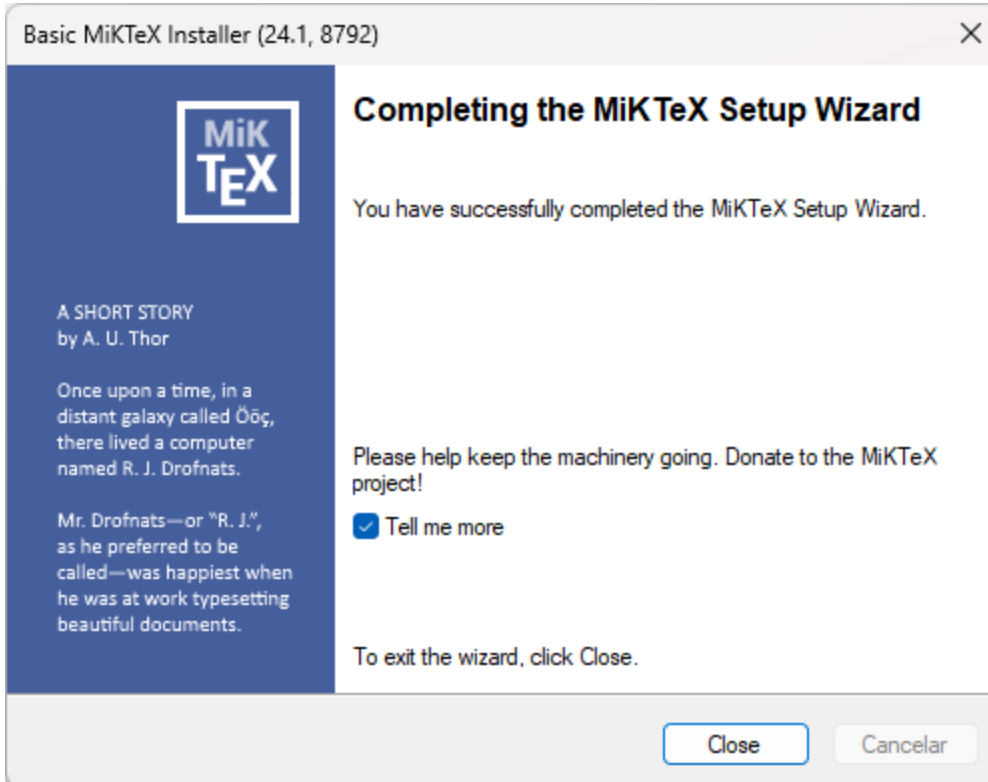 Basic MiKTeX Installer (24.1, 8792)
MiK
TEX
Completing the MiKTeX Setup Wizard
You have successfully completed the MiKTeX Setup Wizard.
A SHORT STORY
by A. U. Thor
Once upon a time, in a
distant galaxy called Ööç,
there lived a computer
named R. J. Drofnats.
Mr. Drofnats—or “R. J.”,
as he preferred to be
called—was happiest when
he was at work typesetting
beautiful documents.
Please help keep the machinery going. Donate to the MiKTeX
project!
Tell me more
To exit the wizard, click Close.
Close
Cancelar